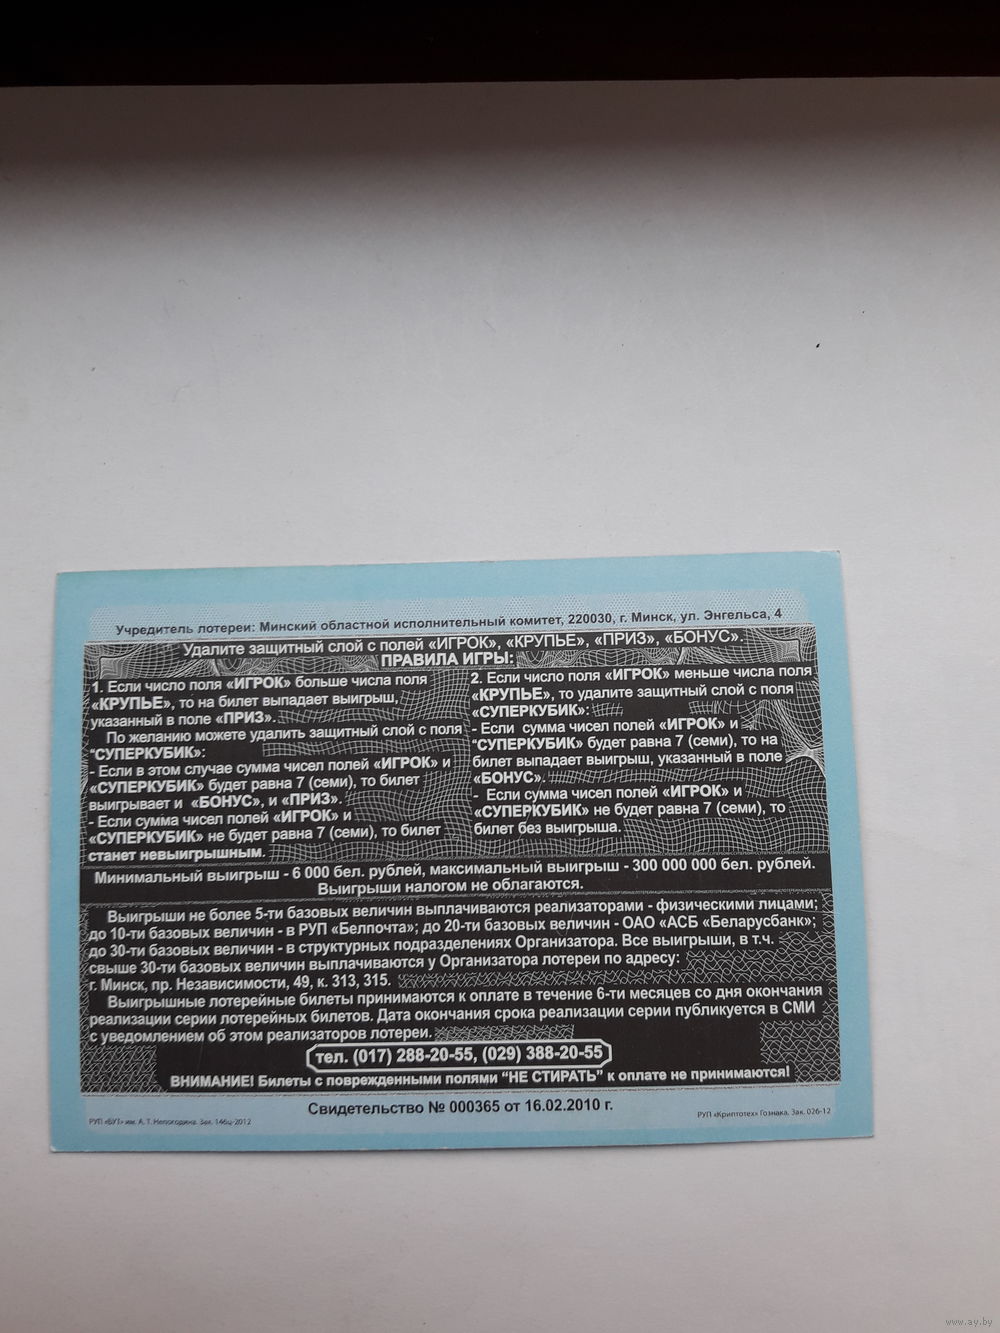 Учредитель лотереи: Минский областной исполнительный комитет, 220030, г. Минск, ул. Энгельса, 4
Удалите защитный слой с полей «ИГРОК», «КРУПЬЕ», «ПРИЗ», «БОНУС».
ПРАВИЛА ИГРЫ:
1. Если число поля «ИГРОК» больше числа поля
«КРУПЬЕ», то на билет выпадает выигрыш,
указанный в поле «ПРИЗ».
По желанию можете удалить защитный слой с поля
"СУПЕРКУБИК»:
- Если в этом случае сумма чисел полей «ИГРОК» и
«СУПЕРКУБИК» будет равна 7 (семи), то билет
выигрывает и «БОНУС», и «ПРИЗ».
- Если сумма чисел полей «ИГРОК» и
«СУПЕРКУБИК» не будет равна 7 (семи), то билет
станет невыигрышным.
2. Если число поля «ИГРОК» меньше числа поля
«КРУПЬЕ», то удалите защитный слой с поля
«СУПЕРКУБИК»:
- Если сумма чисел полей «ИГРОК» и
"СУПЕРКУБИК» будет равна 7 (семи), то на
билет выпадает выигрыш, указанный в поле
«БОНУС».
- Если сумма чисел полей «ИГРОК» и
«СУПЕРКУБИК» не будет равна 7 (семи), то
билет без выигрыша.
Минимальный выигрыш - 6 000 бел. рублей, максимальный выигрыш - 300 000 000 бел. рублей.
Выигрыши налогом не облагаются.
Выигрыши не более 5-ти базовых величин выплачиваются реализаторами - физическими лицами;
до 10-ти базовых величин - в РУП «Белпочта»; до 20-ти базовых величин - ОАО «АСБ «Беларусбанк»;
до 30-ти базовых величин - в структурных подразделениях Организатора. Все выигрыши, в т.ч.
свыше 30-ти базовых величин выплачиваются у Организатора лотереи по адресу:
г. Минск, пр. Независимости, 49, к. 313, 315.
Выигрышные лотерейные билеты принимаются к оплате в течение 6-ти месяцев со дня окончания
реализации серии лотерейных билетов. Дата окончания срока реализации серии публикуется в СМИ
с уведомлением об этом реализаторов лотереи.
тел. (017) 288-20-55, (029) 388-20-55
ВНИМАНИЕ! Билеты с поврежденными полями "НЕ СТИРАТЬ" к оплате не принимаются!
Свидетельство № 000365 от 16.02.2010 г.
РУП «БУТ» им. А. Т. Непогодина. Зак. 146ц-2012
РУП «Криптотех» Гознака. Зак. 026-12
www.ay.by